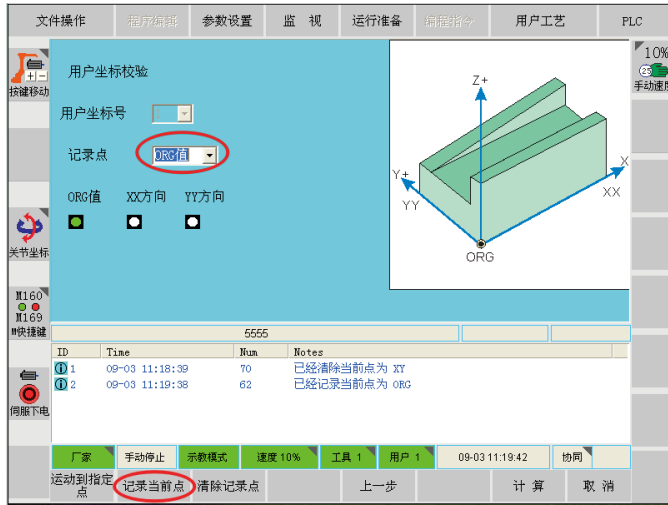 文件操作 程序编辑 参数设置 监 视 运行准备 编程指令 用户工艺 PLC
10%
25
手动速度
+ -
按键移动
用户坐标校验
用户坐标号
记录点 ORG值
ORG值 XX方向 YY方向
Z+
Y+
YY
X
XX
ORG
关节坐标
M160
M169
M快捷键
伺服下电
5555
ID Time Num Notes
1 09-03 11:18:39 70 已经清除当前点为 XY
2 09-03 11:19:38 62 已经记录当前点为 ORG
厂家 手动停止 示教模式 速度 10% 工具 1 用户 1 09-03 11:19:42 协同
运动到指定点 记录当前点 清除记录点 上一步 计 算 取 消